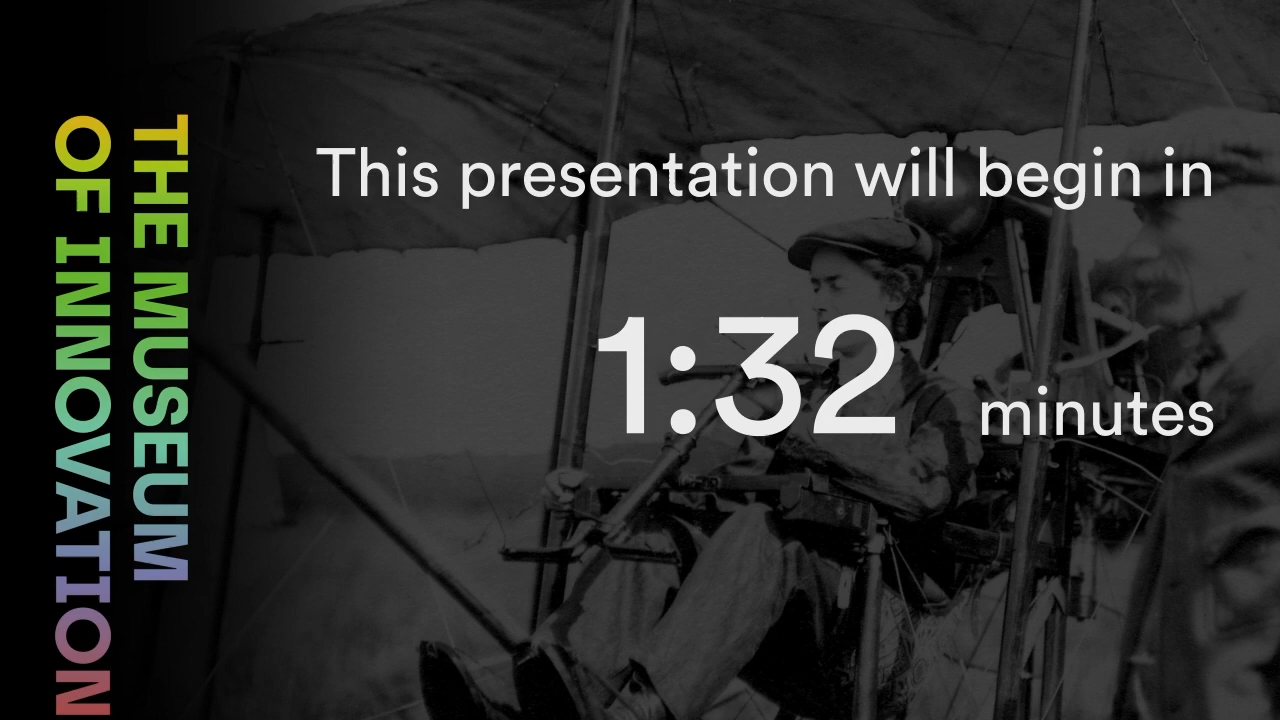 THE MUSEUM
OF INNOVATION
This presentation will begin in
1:32 minutes